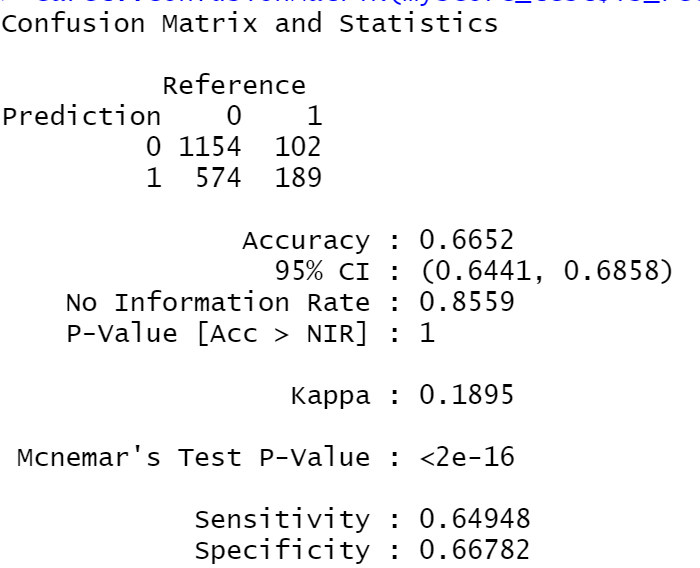 Confusion Matrix and Statistics
Reference
Prediction 0 1
0 1154 102
1 574 189
Accuracy : 0.6652
95% CI : (0.6441, 0.6858)
No Information Rate : 0.8559
P-Value [Acc > NIR] : 1
Kappa : 0.1895
Mcnemar's Test P-Value : <2e-16
Sensitivity : 0.64948
Specificity : 0.66782